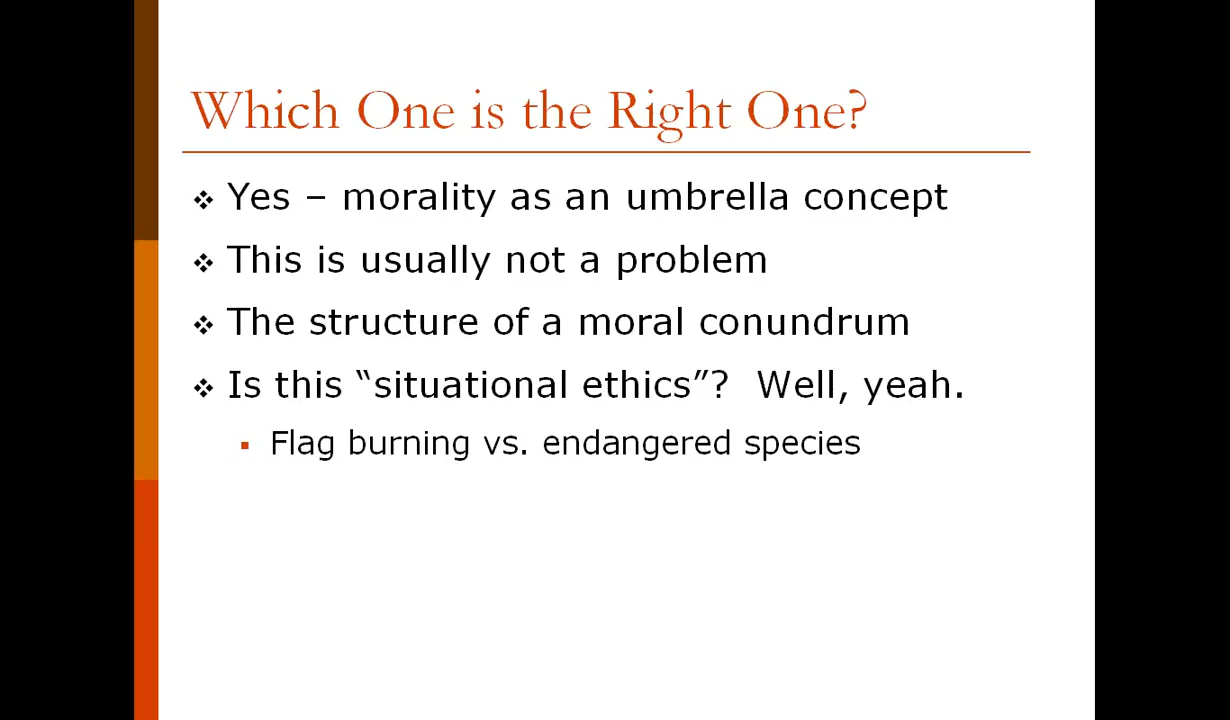 Which One is the Right One?
❖ Yes – morality as an umbrella concept
❖ This is usually not a problem
❖ The structure of a moral conundrum
❖ Is this “situational ethics”?  Well, yeah.
▪ Flag burning vs. endangered species